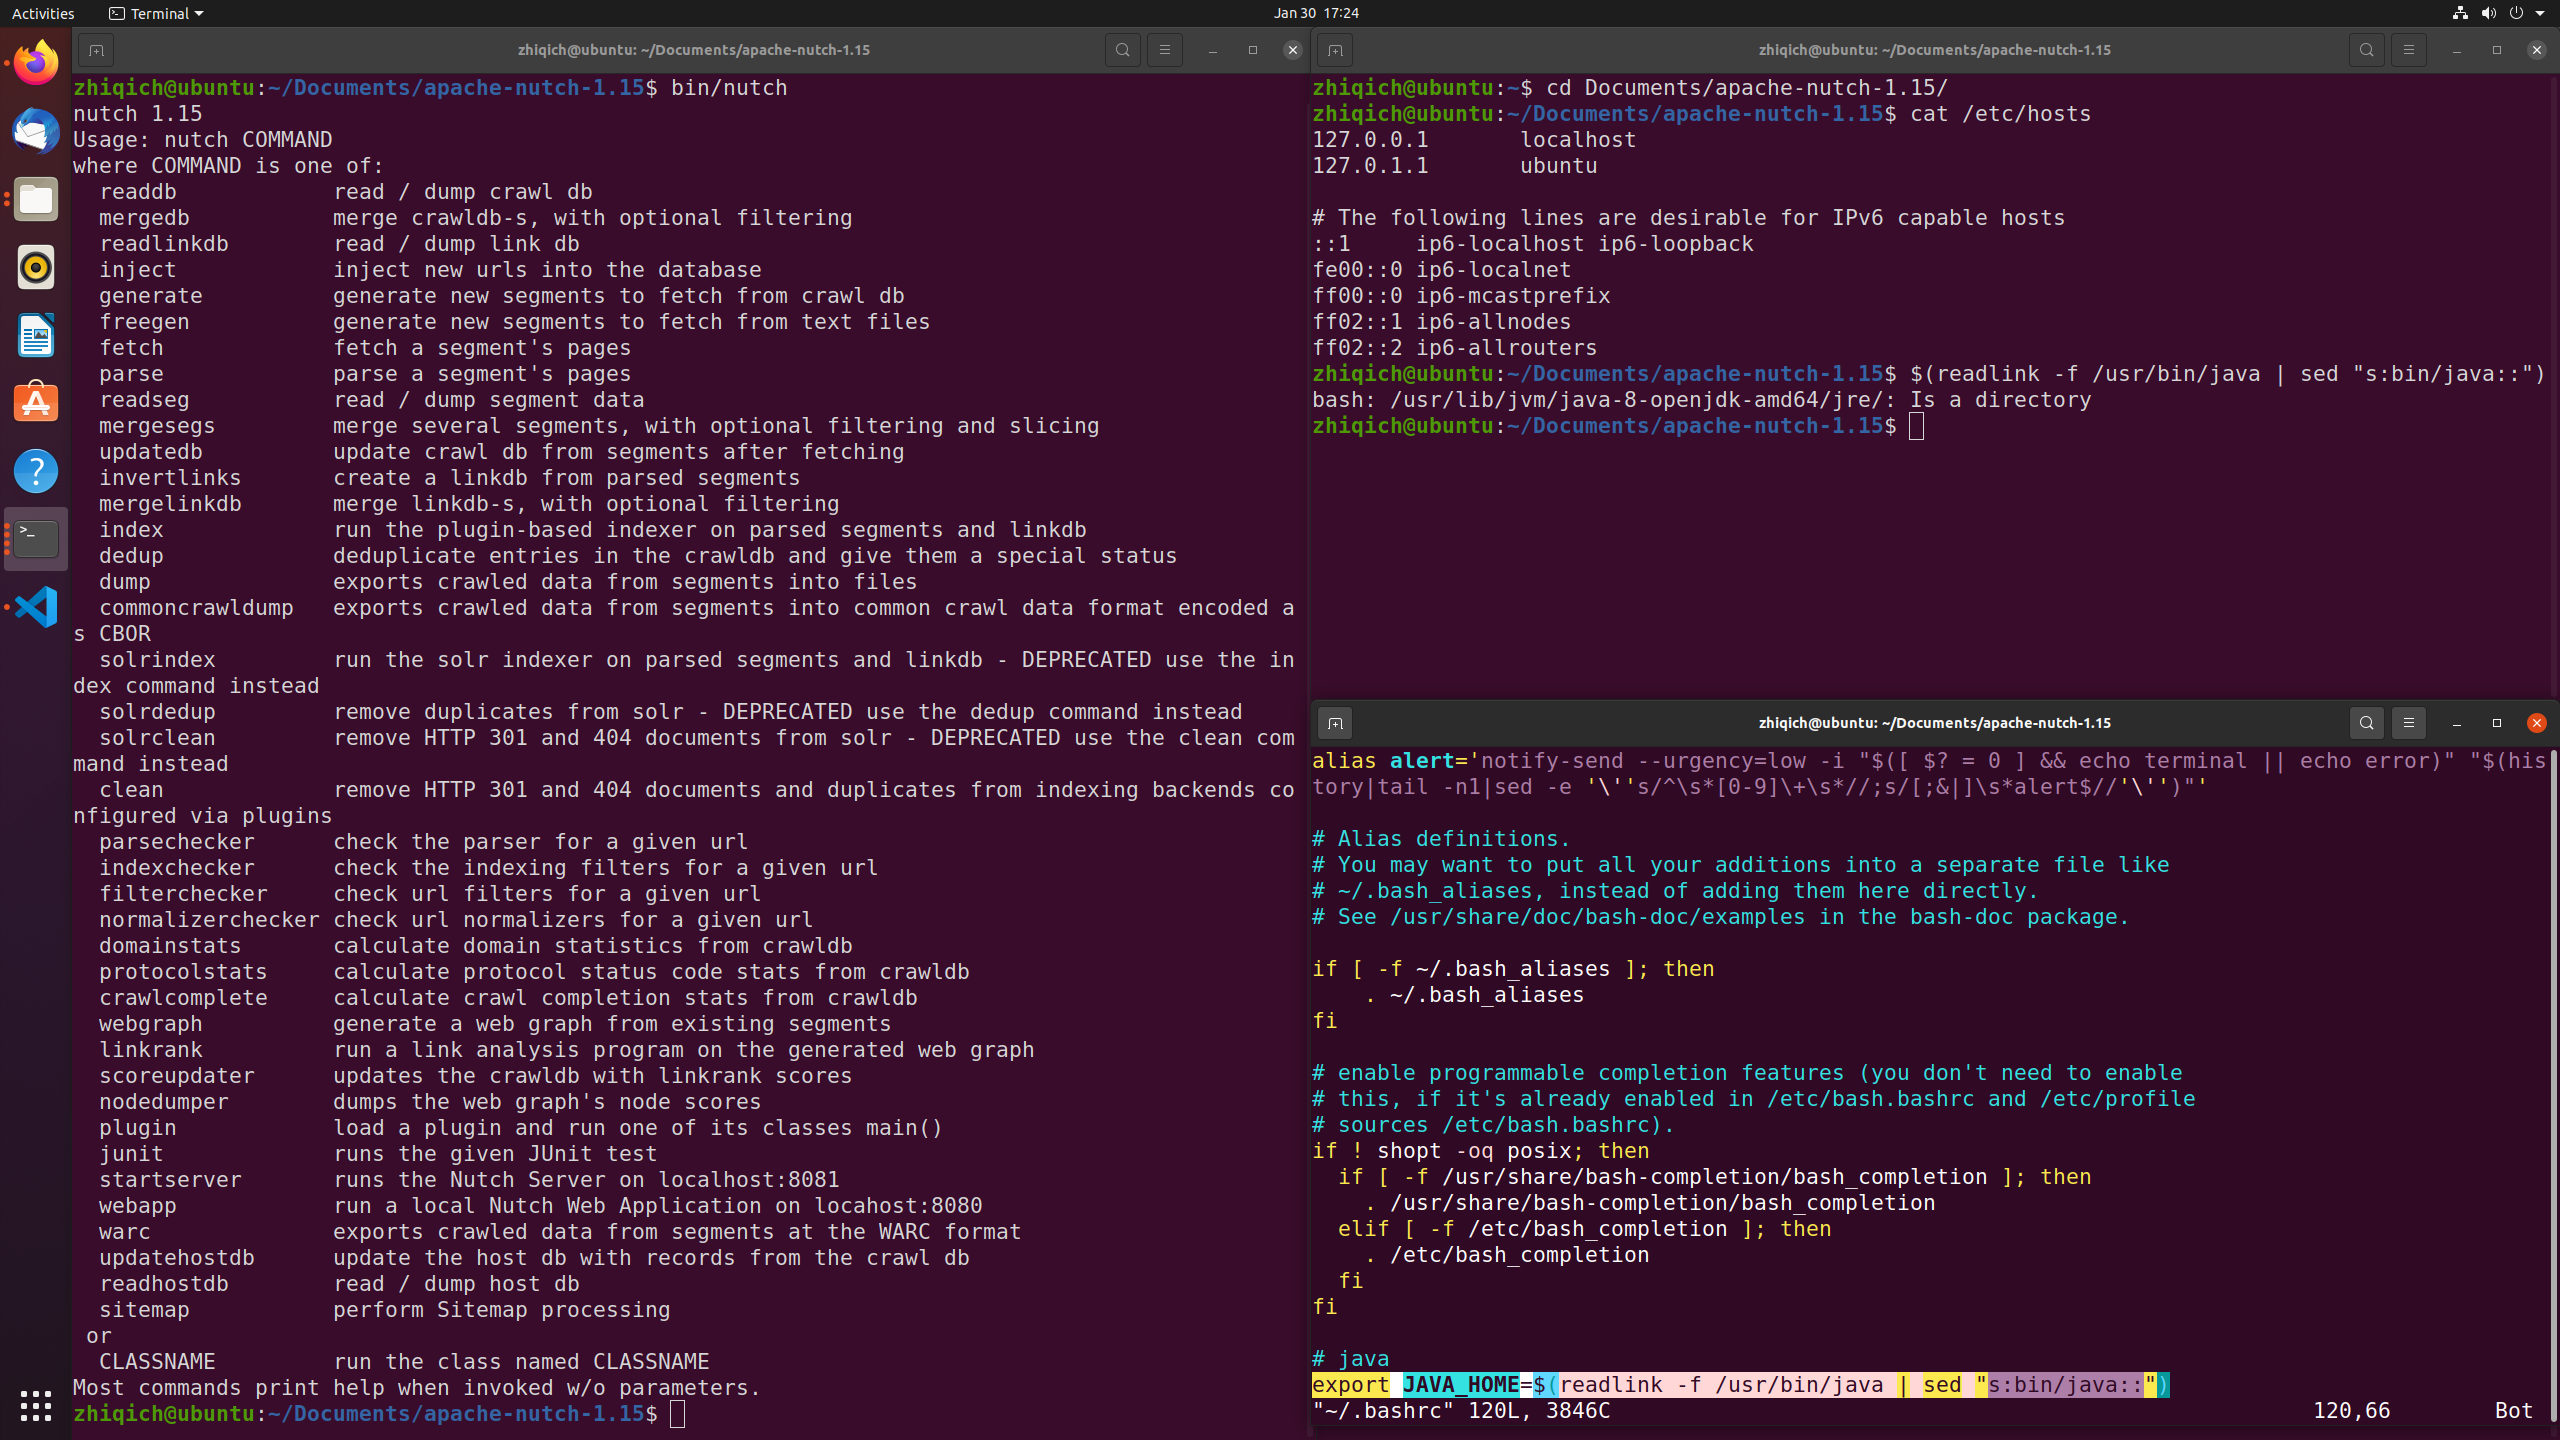 Activities
Terminal
Jan 30 17:24
zhiqich@ubuntu: ~/Documents/apache-nutch-1.15
zhiqich@ubuntu:~/Documents/apache-nutch-1.15$ bin/nutch
nutch 1.15
Usage: nutch COMMAND
where COMMAND is one of:
  readdb            read / dump crawl db
  mergedb           merge crawldb-s, with optional filtering
  readlinkdb        read / dump link db
  inject            inject new urls into the database
  generate          generate new segments to fetch from crawl db
  freegen           generate new segments to fetch from text files
  fetch             fetch a segment's pages
  parse             parse a segment's pages
  readseg           read / dump segment data
  mergesegs         merge several segments, with optional filtering and slicing
  updatedb          update crawl db from segments after fetching
  invertlinks       create a linkdb from parsed segments
  mergelinkdb       merge linkdb-s, with optional filtering
  index             run the plugin-based indexer on parsed segments and linkdb
  dedup             deduplicate entries in the crawldb and give them a special status
  dump              exports crawled data from segments into files
  commoncrawldump   exports crawled data from segments into common crawl data format encoded a
s CBOR
  solrindex         run the solr indexer on parsed segments and linkdb - DEPRECATED use the in
dex command instead
  solrdedup         remove duplicates from solr - DEPRECATED use the dedup command instead
  solrclean         remove HTTP 301 and 404 documents from solr - DEPRECATED use the clean com
mand instead
  clean             remove HTTP 301 and 404 documents and duplicates from indexing backends co
nfigured via plugins
  parsechecker      check the parser for a given url
  indexchecker      check the indexing filters for a given url
  filterchecker     check url filters for a given url
  normalizerchecker check url normalizers for a given url
  domainstats       calculate domain statistics from crawldb
  protocolstats     calculate protocol status code stats from crawldb
  crawlcomplete     calculate crawl completion stats from crawldb
  webgraph          generate a web graph from existing segments
  linkrank          run a link analysis program on the generated web graph
  scoreupdater      updates the crawldb with linkrank scores
  nodedumper        dumps the web graph's node scores
  plugin            load a plugin and run one of its classes main()
  junit             runs the given JUnit test
  startserver       runs the Nutch Server on localhost:8081
  webapp            run a local Nutch Web Application on locahost:8080
  warc              exports crawled data from segments at the WARC format
  updatehostdb      update the host db with records from the crawl db
  readhostdb        read / dump host db
  sitemap           perform Sitemap processing
 or
  CLASSNAME         run the class named CLASSNAME
Most commands print help when invoked w/o parameters.
zhiqich@ubuntu:~/Documents/apache-nutch-1.15$
zhiqich@ubuntu: ~/Documents/apache-nutch-1.15
zhiqich@ubuntu:~$ cd Documents/apache-nutch-1.15/
zhiqich@ubuntu:~/Documents/apache-nutch-1.15$ cat /etc/hosts
127.0.0.1       localhost
127.0.1.1       ubuntu
# The following lines are desirable for IPv6 capable hosts
::1     ip6-localhost ip6-loopback
fe00::0 ip6-localnet
ff00::0 ip6-mcastprefix
ff02::1 ip6-allnodes
ff02::2 ip6-allrouters
zhiqich@ubuntu:~/Documents/apache-nutch-1.15$ $(readlink -f /usr/bin/java | sed "s:bin/java::")
bash: /usr/lib/jvm/java-8-openjdk-amd64/jre/: Is a directory
zhiqich@ubuntu:~/Documents/apache-nutch-1.15$
zhiqich@ubuntu: ~/Documents/apache-nutch-1.15
alias alert='notify-send --urgency=low -i "$([ $? = 0 ] && echo terminal || echo error)" "$(his
tory|tail -n1|sed -e '\''s/^\s*[0-9]\+\s*//;s/[;&|]\s*alert$//'\'')"'
# Alias definitions.
# You may want to put all your additions into a separate file like
# ~/.bash_aliases, instead of adding them here directly.
# See /usr/share/doc/bash-doc/examples in the bash-doc package.
if [ -f ~/.bash_aliases ]; then
    . ~/.bash_aliases
fi
# enable programmable completion features (you don't need to enable
# this, if it's already enabled in /etc/bash.bashrc and /etc/profile
# sources /etc/bash.bashrc).
if ! shopt -oq posix; then
  if [ -f /usr/share/bash-completion/bash_completion ]; then
    . /usr/share/bash-completion/bash_completion
  elif [ -f /etc/bash_completion ]; then
    . /etc/bash_completion
  fi
fi
# java
export JAVA_HOME=$(readlink -f /usr/bin/java | sed "s:bin/java::")
"~/.bashrc" 120L, 3846C                                                      120,66        Bot